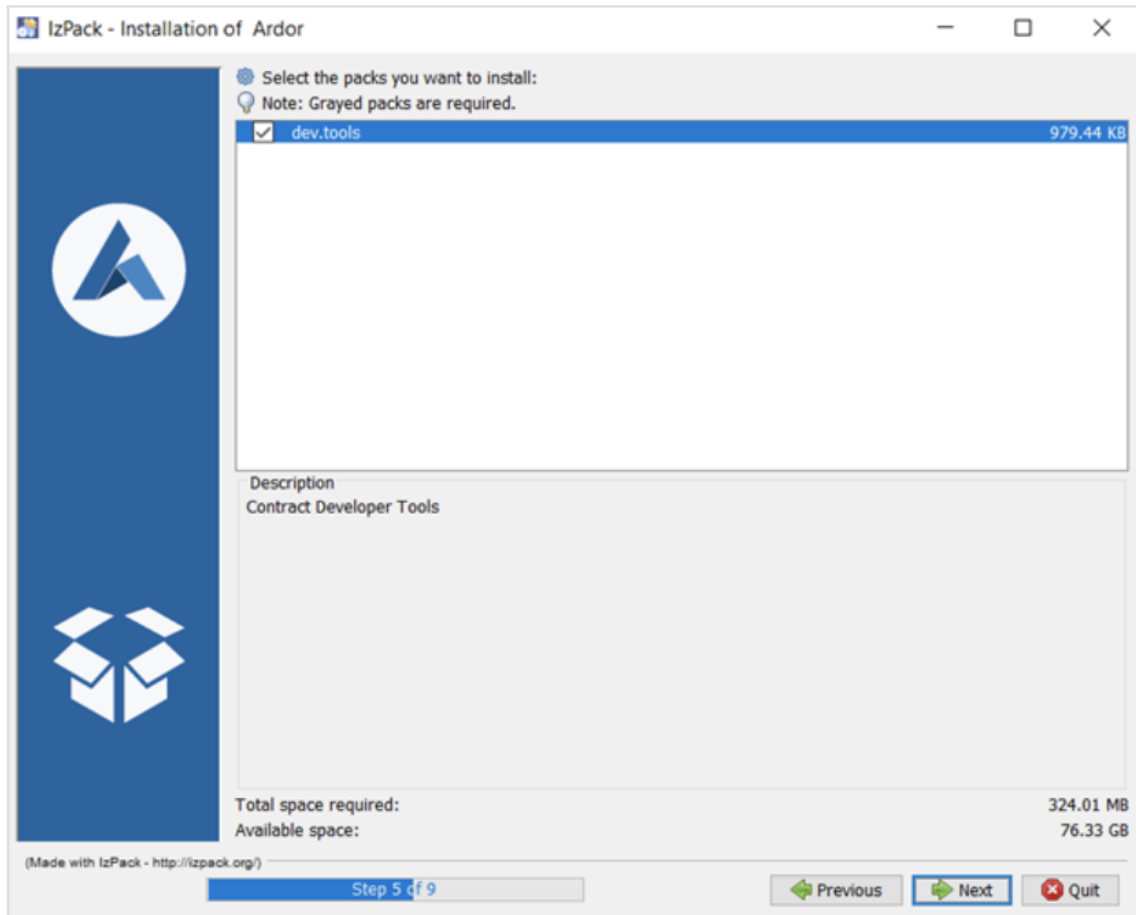 IzPack - Installation of Ardor
Select the packs you want to install:
Note: Grayed packs are required.
dev.tools 979.44 KB
Description
Contract Developer Tools
Total space required: 324.01 MB
Available space: 76.33 GB
(Made with IzPack - http://izpack.org/)
Step 5 of 9 Previous Next Quit